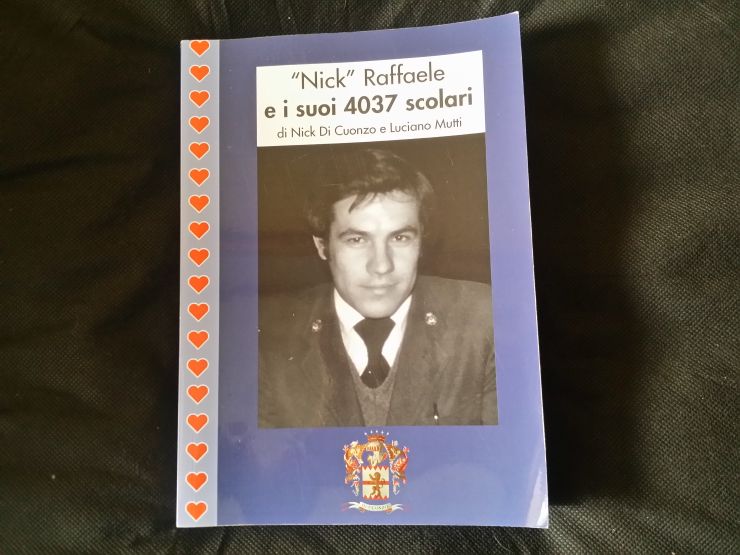 “Nick” Raffaele
e i suoi 4037 scolari
di Nick Di Cuonzo e Luciano Mutti